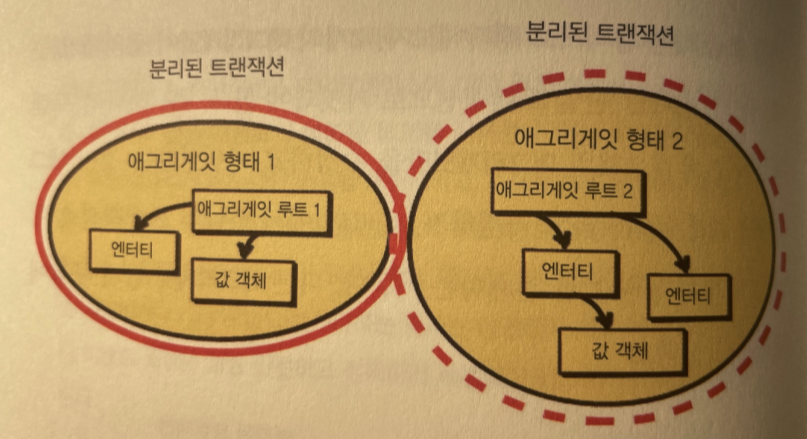 분리된 트랜잭션
분리된 트랜잭션
애그리게잇 형태 1
애그리게잇 루트 1
엔터티
값 객체
애그리게잇 형태 2
애그리게잇 루트 2
엔터티
엔터티
값 객체